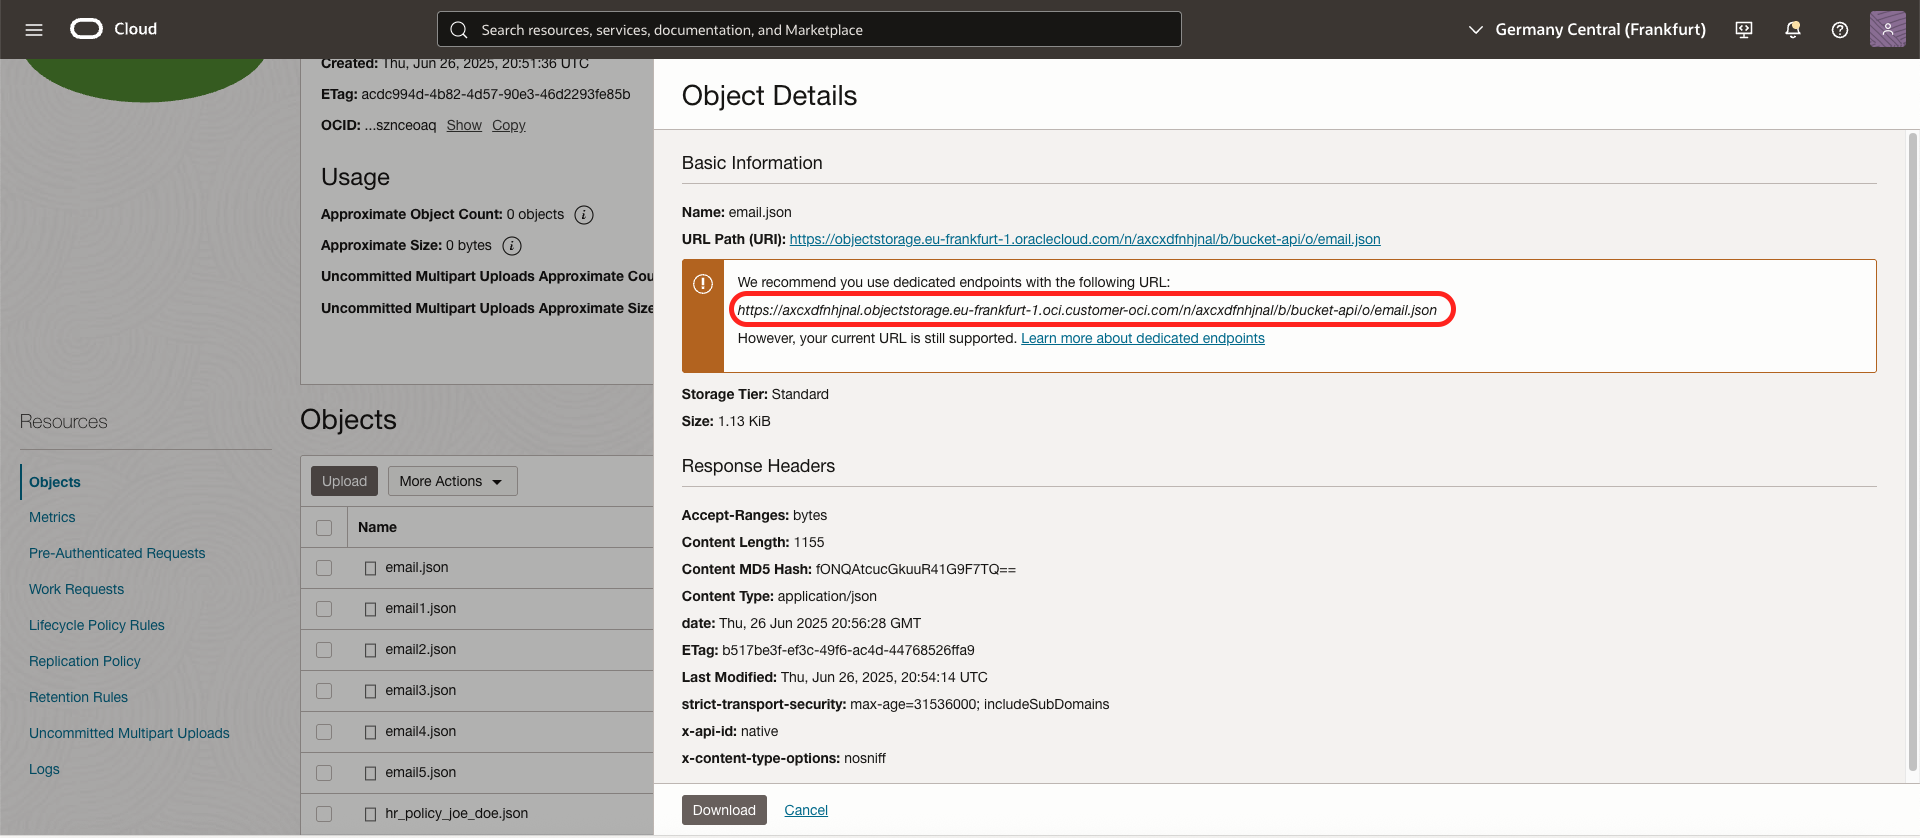 Cloud
Search resources, services, documentation, and Marketplace
Germany Central (Frankfurt)
Created: Thu, Jun 26, 2025, 20:51:36 UTC
ETag: acdc994d-4b82-4d57-90e3-46d2293fe85b
OCID: ...sznceoaq Show Copy
Usage
Approximate Object Count: 0 objects
Approximate Size: 0 bytes
Uncommitted Multipart Uploads Approximate Cou
Uncommitted Multipart Uploads Approximate Size
Resources
Objects
Metrics
Pre-Authenticated Requests
Work Requests
Lifecycle Policy Rules
Replication Policy
Retention Rules
Uncommitted Multipart Uploads
Logs
Objects
Upload More Actions
Name
email.json
email1.json
email2.json
email3.json
email4.json
email5.json
hr_policy_joe_doe.json
Object Details
Basic Information
Name: email.json
URL Path (URI): https://objectstorage.eu-frankfurt-1.oraclecloud.com/n/axcxdfnhjnal/b/bucket-api/o/email.json
We recommend you use dedicated endpoints with the following URL:
https://axcxdfnhjnal.objectstorage.eu-frankfurt-1.oci.customer-oci.com/n/axcxdfnhjnal/b/bucket-api/o/email.json
However, your current URL is still supported. Learn more about dedicated endpoints
Storage Tier: Standard
Size: 1.13 KiB
Response Headers
Accept-Ranges: bytes
Content Length: 1155
Content MD5 Hash: fONQAtcucGkuuR41G9F7TQ==
Content Type: application/json
date: Thu, 26 Jun 2025 20:56:28 GMT
ETag: b517be3f-ef3c-49f6-ac4d-44768526ffa9
Last Modified: Thu, Jun 26, 2025, 20:54:14 UTC
strict-transport-security: max-age=31536000; includeSubDomains
x-api-id: native
x-content-type-options: nosniff
Download Cancel